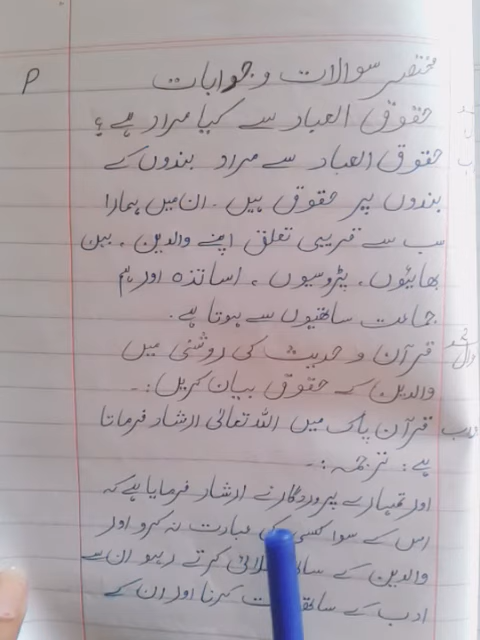 مختصر سوالات و جوابات
حقوق العباد سے کیا مراد ہے؟
حقوق العباد سے مراد بندوں کے
بندوں پر حقوق ہیں۔ ان میں ہمارا
سب سے قریبی تعلق اپنے والدین، بہن
بھائیوں، پڑوسیوں، اساتذہ اور ہم
جماعت ساتھیوں سے ہوتا ہے۔
قرآن و حدیث کی روشنی میں
والدین کے حقوق بیان کریں:۔
قرآن پاک میں اللہ تعالیٰ ارشاد فرماتا
ہے: ترجمہ:۔
اور تمہارے پروردگار نے ارشاد فرمایا ہے کہ
اس کے سوا کسی کی عبادت نہ کرو اور
والدین کے ساتھ بھلائی کرتے رہو ان سے
ادب کے ساتھ کرنا اور ان کے